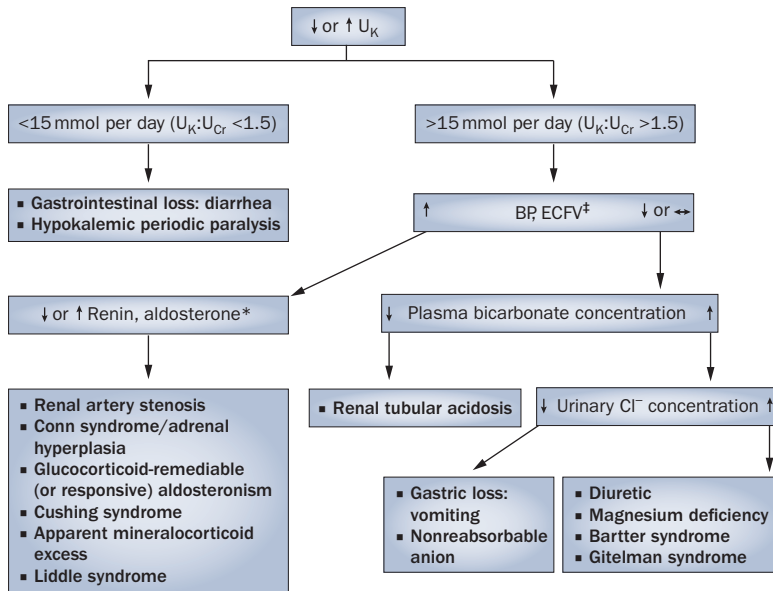 ↓ or ↑ U_K
<15 mmol per day (U_K:U_Cr <1.5)
>15 mmol per day (U_K:U_Cr >1.5)
▪ Gastrointestinal loss: diarrhea
▪ Hypokalemic periodic paralysis
↑ BP, ECFV‡ ↓ or ↔
↓ or ↑ Renin, aldosterone*
↓ Plasma bicarbonate concentration ↑
▪ Renal artery stenosis
▪ Conn syndrome/adrenal
hyperplasia
▪ Glucocorticoid-remediable
(or responsive) aldosteronism
▪ Cushing syndrome
▪ Apparent mineralocorticoid
excess
▪ Liddle syndrome
▪ Renal tubular acidosis
↓ Urinary Cl⁻ concentration ↑
▪ Gastric loss:
vomiting
▪ Nonreabsorbable
anion
▪ Diuretic
▪ Magnesium deficiency
▪ Bartter syndrome
▪ Gitelman syndrome